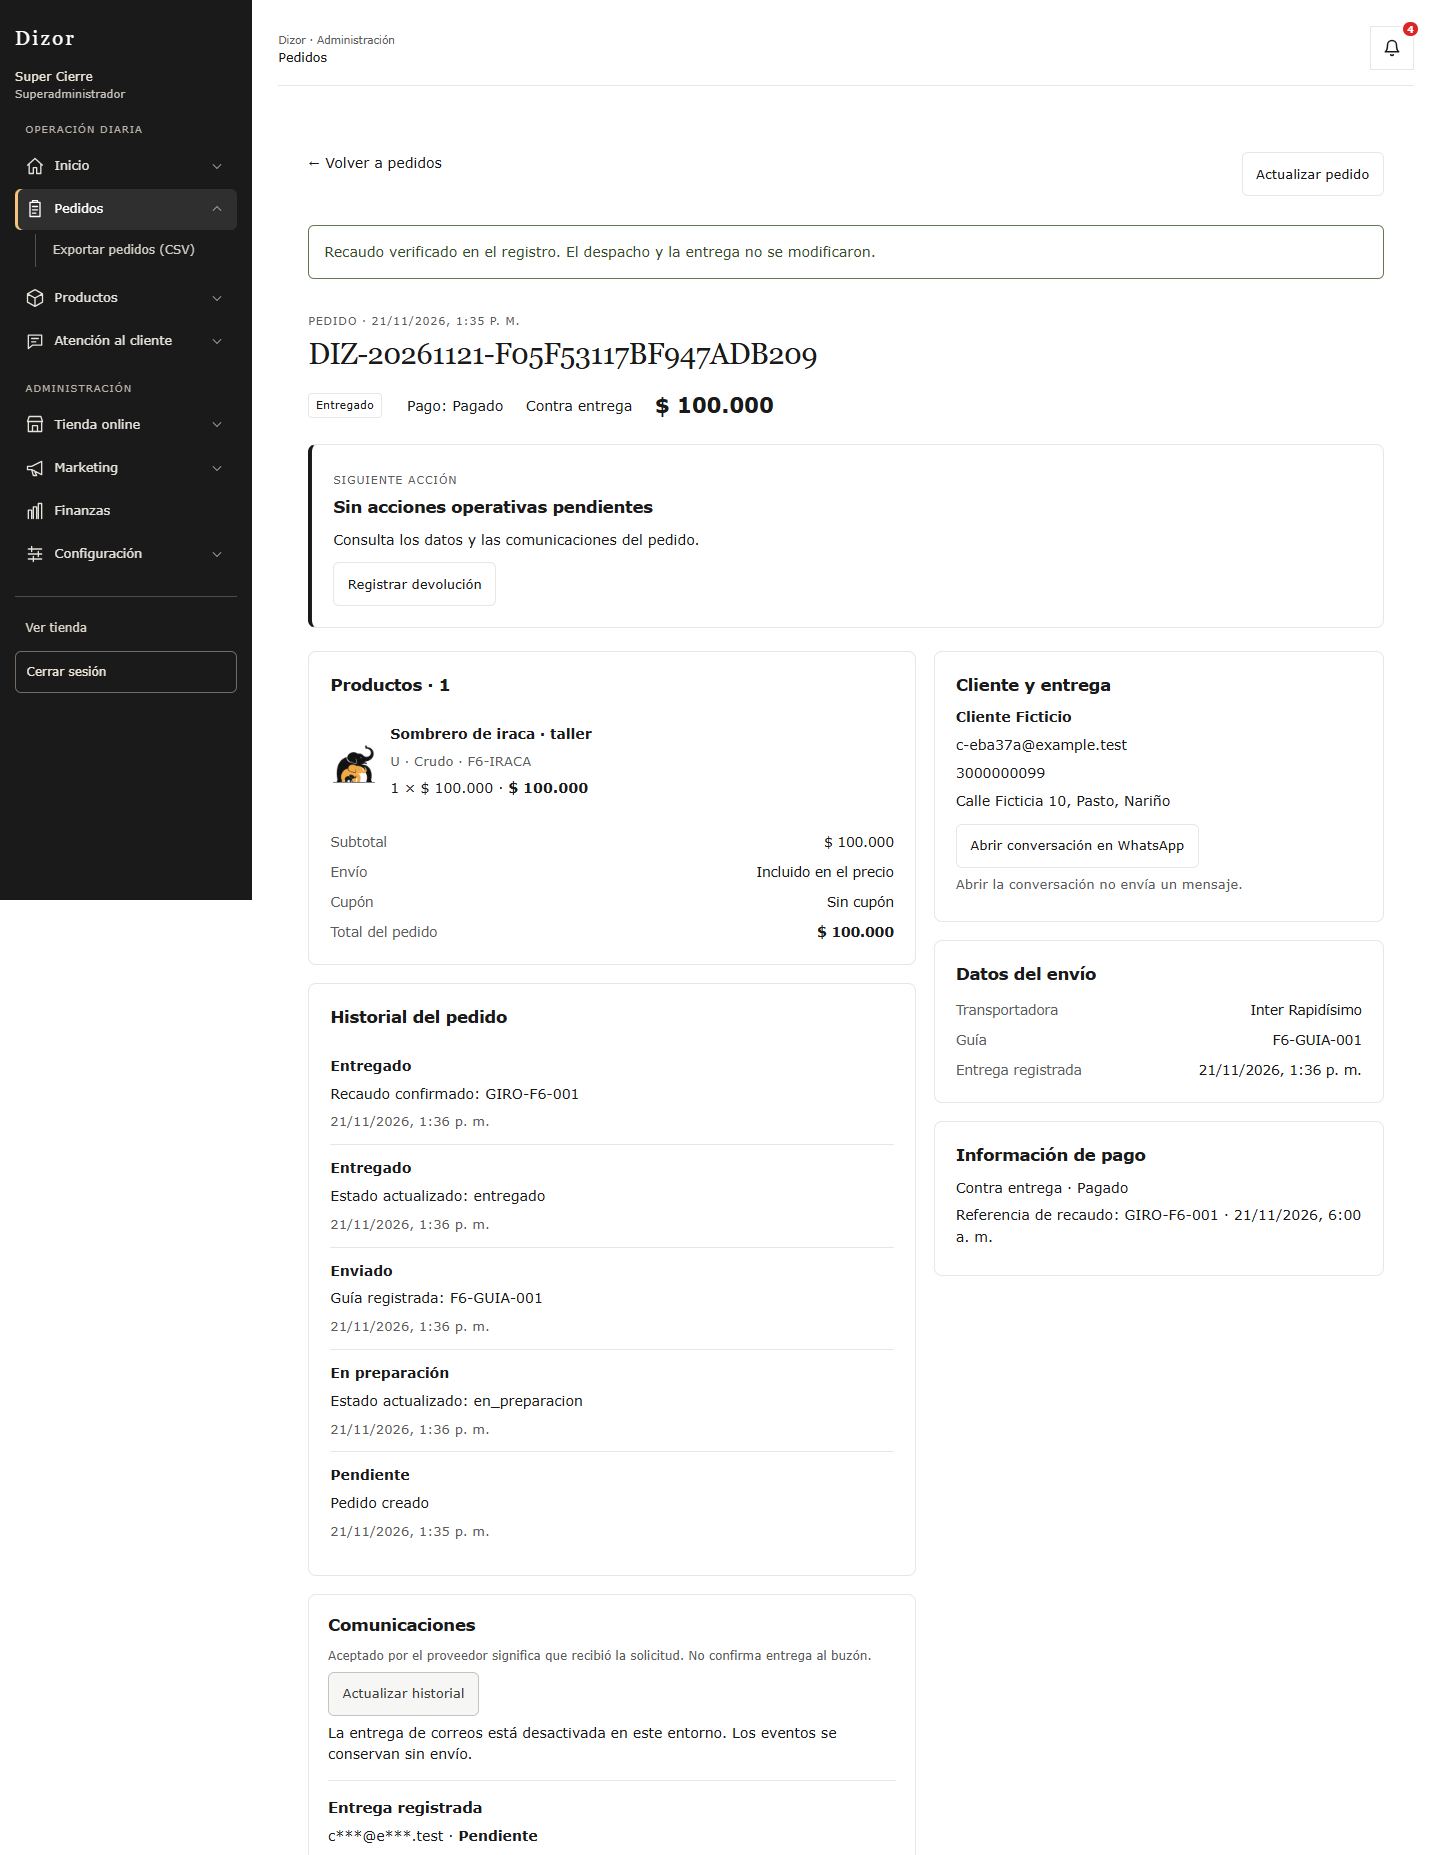 Dizor
Super Cierre
Superadministrador
OPERACIÓN DIARIA
Inicio
Pedidos
Exportar pedidos (CSV)
Productos
Atención al cliente
ADMINISTRACIÓN
Tienda online
Marketing
Finanzas
Configuración
Ver tienda
Cerrar sesión
Dizor · Administración
Pedidos
4
← Volver a pedidos
Actualizar pedido
Recaudo verificado en el registro. El despacho y la entrega no se modificaron.
PEDIDO · 21/11/2026, 1:35 P. M.
DIZ-20261121-F05F53117BF947ADB209
Entregado Pago: Pagado Contra entrega $ 100.000
SIGUIENTE ACCIÓN
Sin acciones operativas pendientes
Consulta los datos y las comunicaciones del pedido.
Registrar devolución
Productos · 1
Sombrero de iraca · taller
U · Crudo · F6-IRACA
1 × $ 100.000 · $ 100.000
Subtotal $ 100.000
Envío Incluido en el precio
Cupón Sin cupón
Total del pedido $ 100.000
Historial del pedido
Entregado
Recaudo confirmado: GIRO-F6-001
21/11/2026, 1:36 p. m.
Entregado
Estado actualizado: entregado
21/11/2026, 1:36 p. m.
Enviado
Guía registrada: F6-GUIA-001
21/11/2026, 1:36 p. m.
En preparación
Estado actualizado: en_preparacion
21/11/2026, 1:36 p. m.
Pendiente
Pedido creado
21/11/2026, 1:35 p. m.
Comunicaciones
Aceptado por el proveedor significa que recibió la solicitud. No confirma entrega al buzón.
Actualizar historial
La entrega de correos está desactivada en este entorno. Los eventos se
conservan sin envío.
Entrega registrada
c***@e***.test · Pendiente
Cliente y entrega
Cliente Ficticio
c-eba37a@example.test
3000000099
Calle Ficticia 10, Pasto, Nariño
Abrir conversación en WhatsApp
Abrir la conversación no envía un mensaje.
Datos del envío
Transportadora Inter Rapidísimo
Guía F6-GUIA-001
Entrega registrada 21/11/2026, 1:36 p. m.
Información de pago
Contra entrega · Pagado
Referencia de recaudo: GIRO-F6-001 · 21/11/2026, 6:00
a. m.